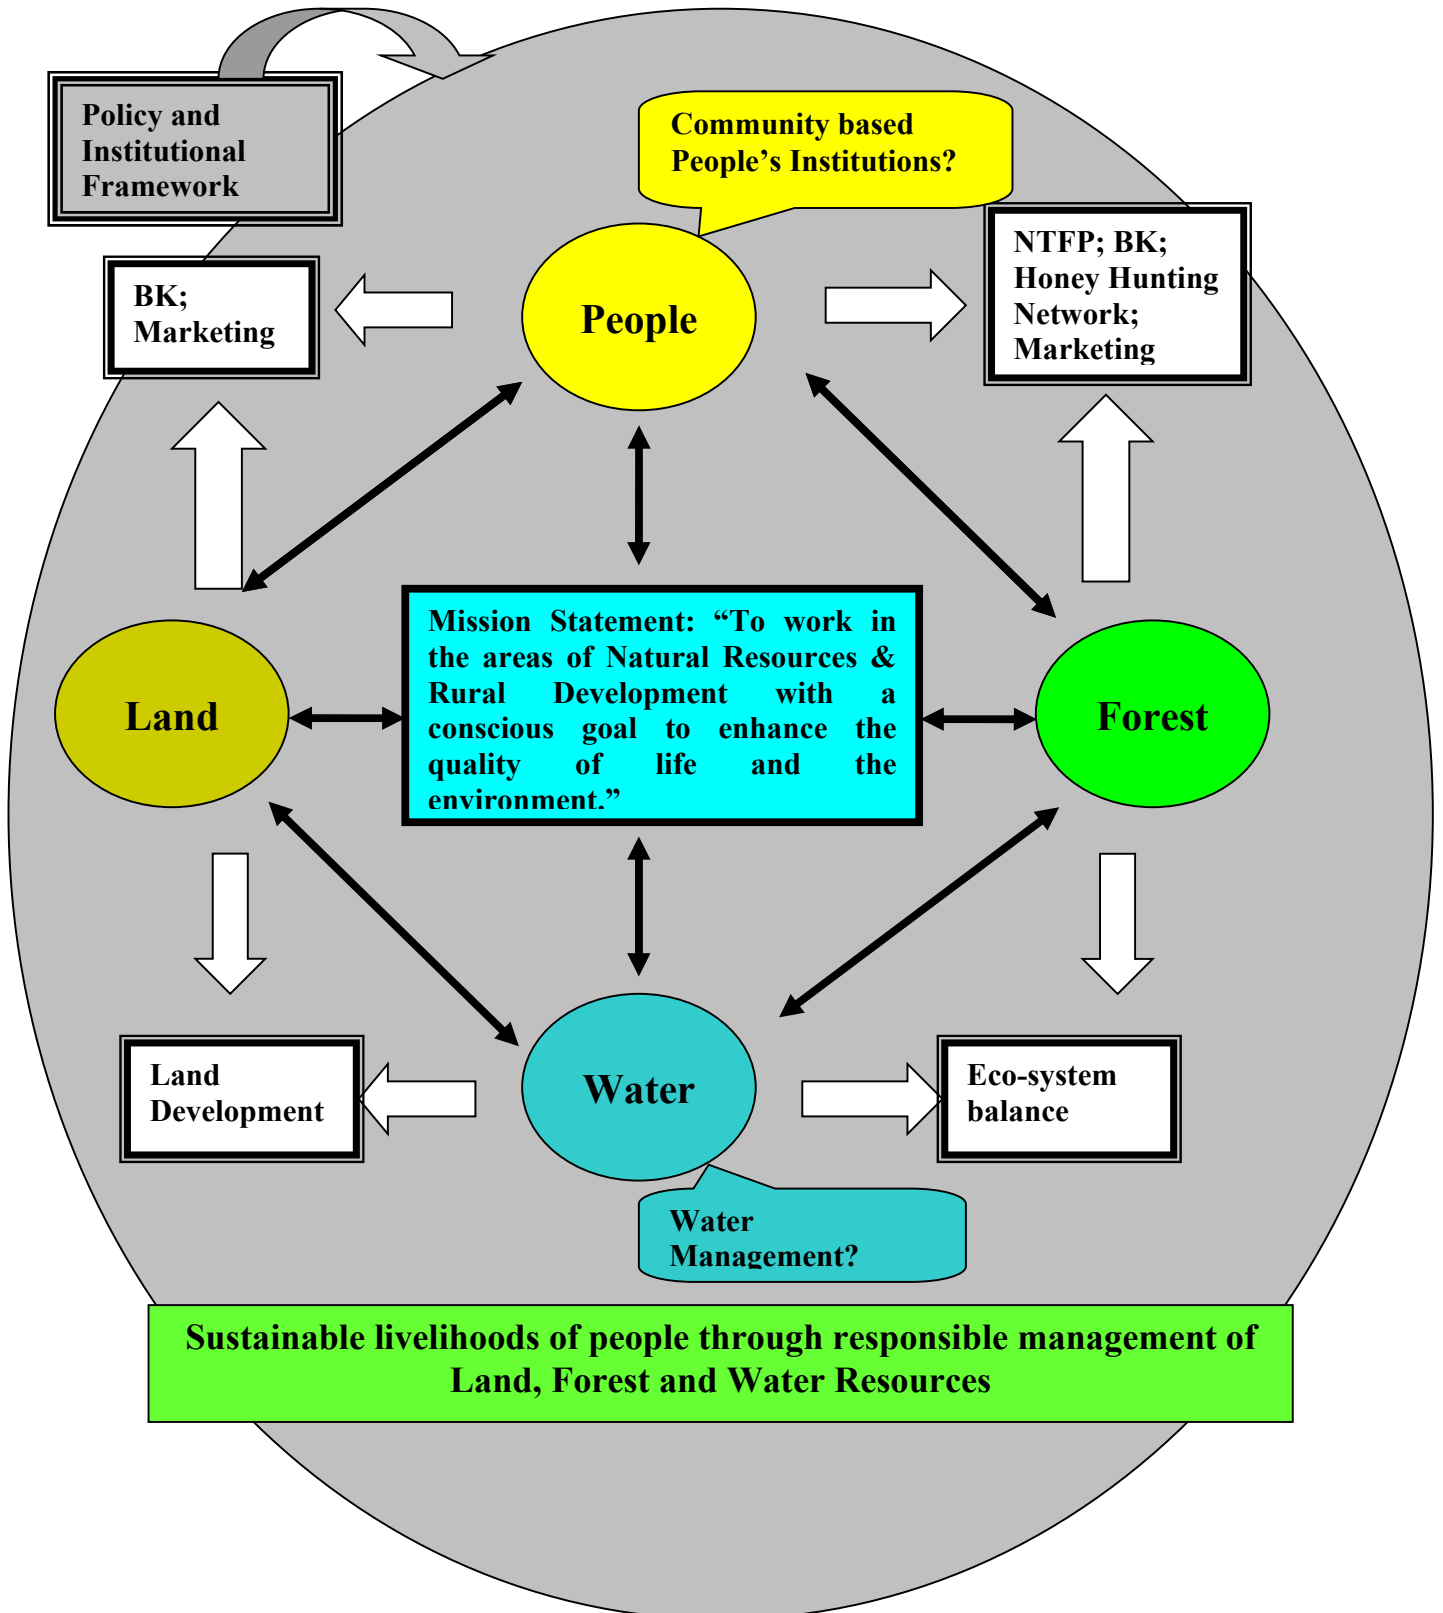 Policy and
Institutional
Framework
Community based
People’s Institutions?
BK;
Marketing
People
NTFP; BK;
Honey Hunting
Network;
Marketing
Mission Statement: “To work in
the areas of Natural Resources &
Rural Development with a
conscious goal to enhance the
quality of life and the
environment.”
Land
Forest
Land
Development
Water
Eco-system
balance
Water
Management?
Sustainable livelihoods of people through responsible management of
Land, Forest and Water Resources